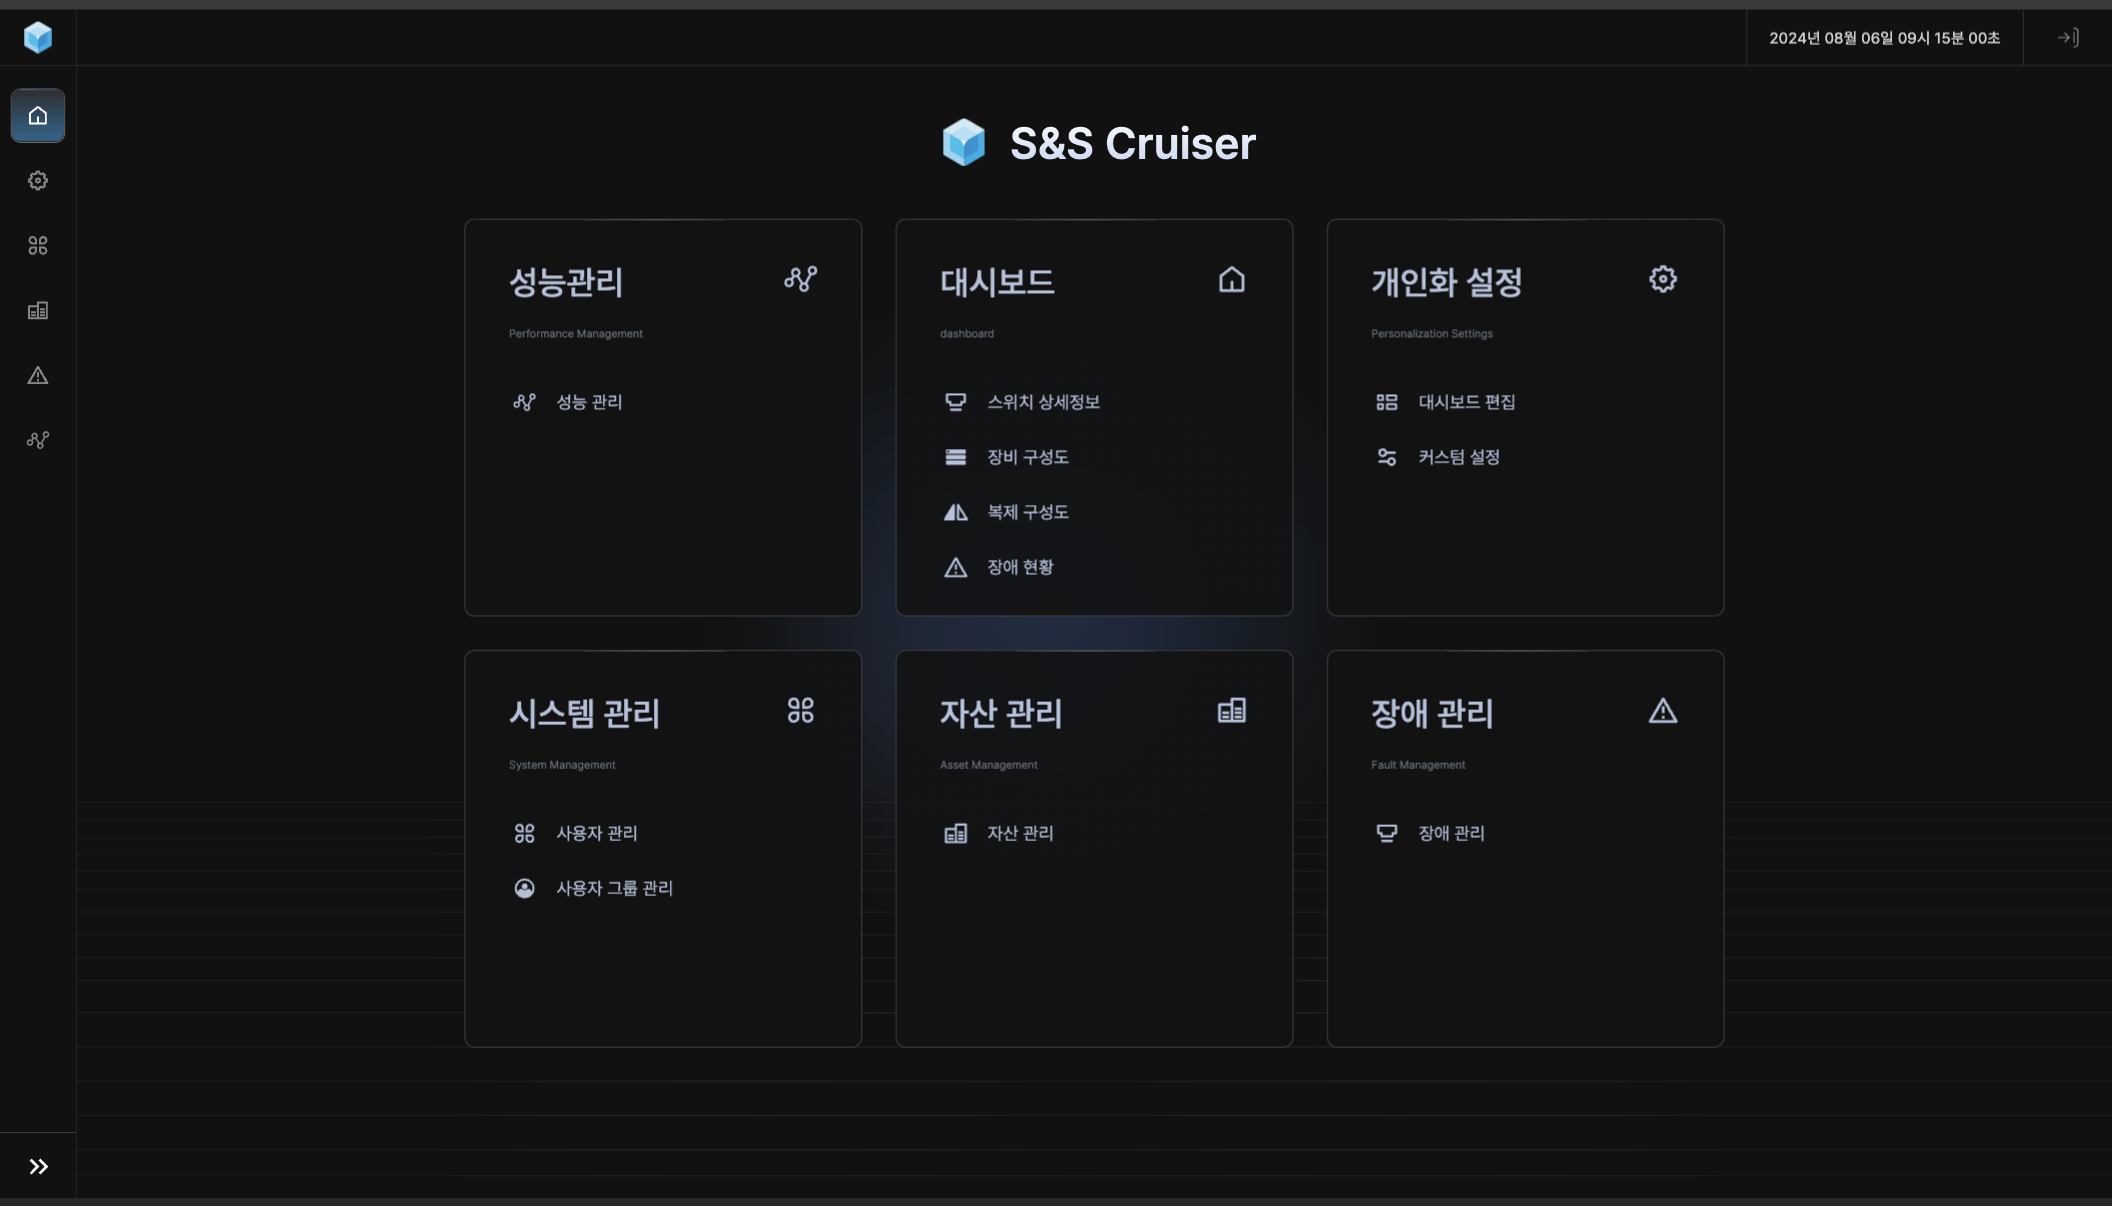 2024년 08월 06일 09시 15분 00초
S&S Cruiser
성능관리
Performance Management
성능 관리
대시보드
dashboard
스위치 상세정보
장비 구성도
복제 구성도
장애 현황
개인화 설정
Personalization Settings
대시보드 편집
커스텀 설정
시스템 관리
System Management
사용자 관리
사용자 그룹 관리
자산 관리
Asset Management
자산 관리
장애 관리
Fault Management
장애 관리